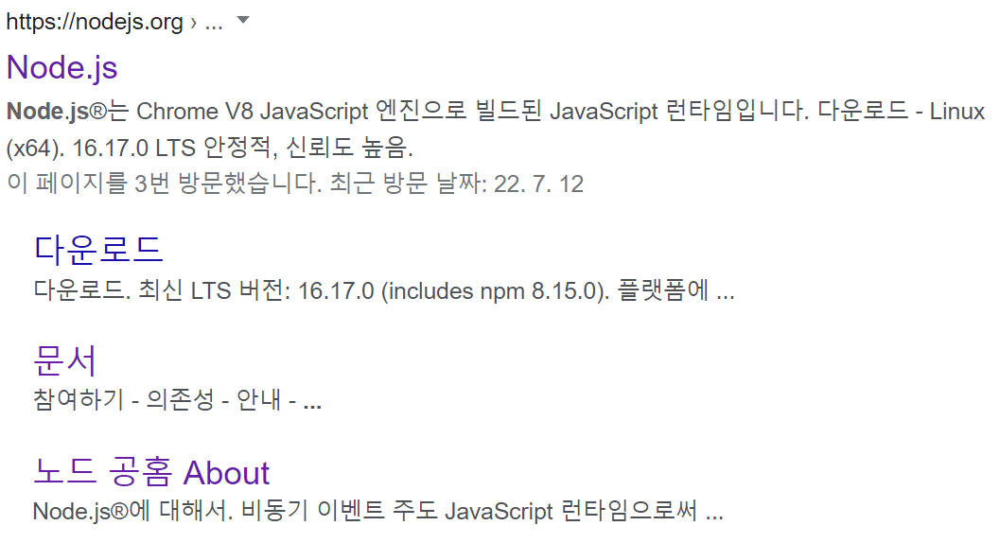 https://nodejs.org › ...
Node.js
Node.js®는 Chrome V8 JavaScript 엔진으로 빌드된 JavaScript 런타임입니다. 다운로드 - Linux
(x64). 16.17.0 LTS 안정적, 신뢰도 높음.
이 페이지를 3번 방문했습니다. 최근 방문 날짜: 22. 7. 12
다운로드
다운로드. 최신 LTS 버전: 16.17.0 (includes npm 8.15.0). 플랫폼에 ...
문서
참여하기 - 의존성 - 안내 - ...
노드 공홈 About
Node.js®에 대해서. 비동기 이벤트 주도 JavaScript 런타임으로써 ...